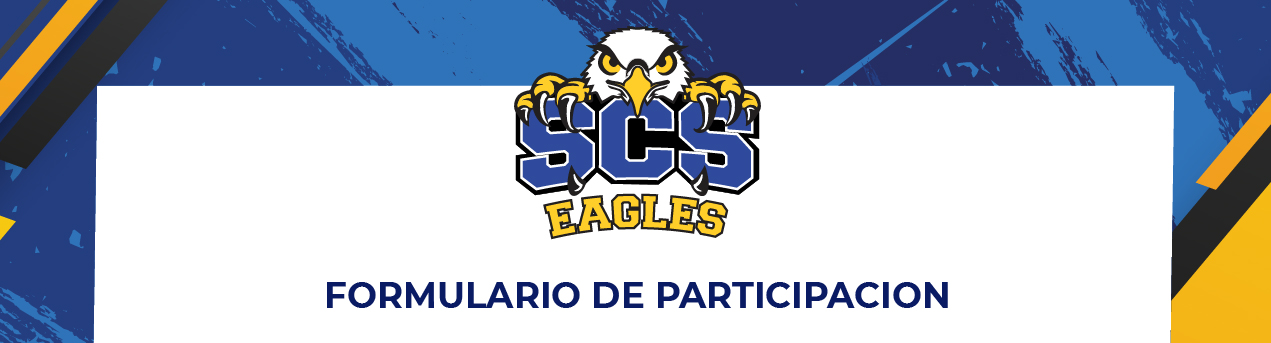 SCS
EAGLES
FORMULARIO DE PARTICIPACION